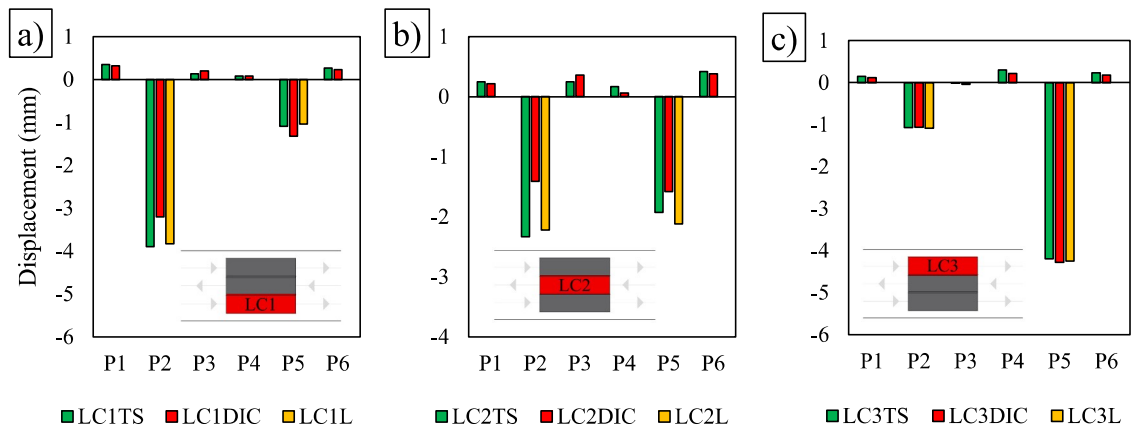 a)
Displacement (mm)
1
0
-1
-2
-3
-4
-5
-6
LC1
P1 P2 P3 P4 P5 P6
LC1TS LC1DIC LC1L
b)
1
0
-1
-2
-3
-4
LC2
P1 P2 P3 P4 P5 P6
LC2TS LC2DIC LC2L
c)
1
0
-1
-2
-3
-4
-5
-6
LC3
P1 P2 P3 P4 P5 P6
LC3TS LC3DIC LC3L